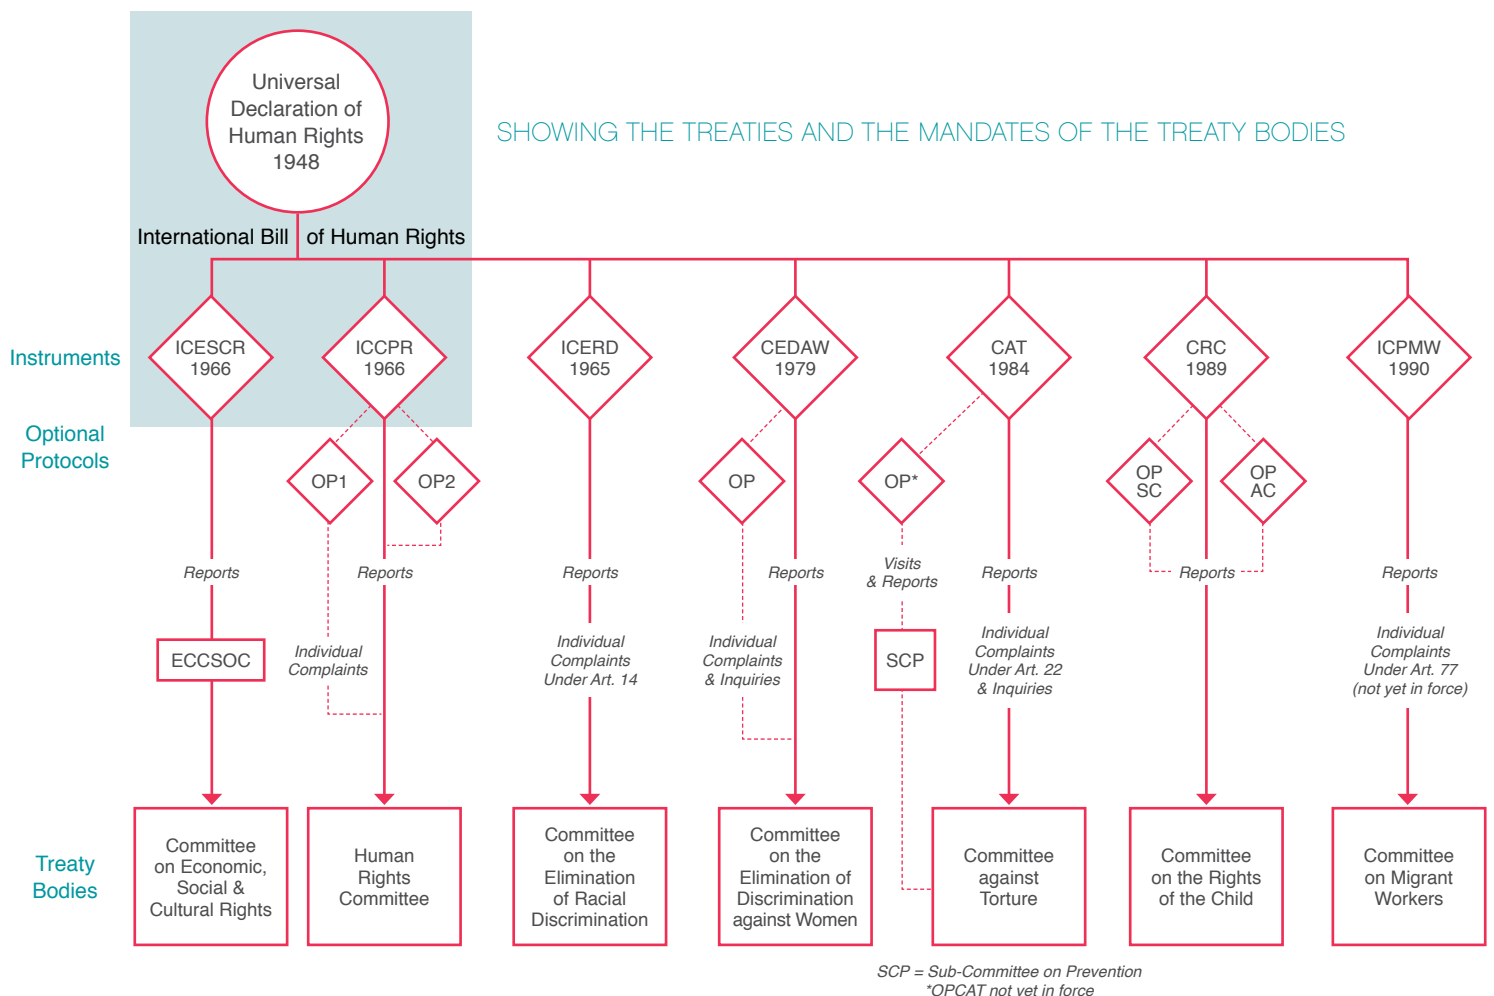 Universal
Declaration of
Human Rights
1948
SHOWING THE TREATIES AND THE MANDATES OF THE TREATY BODIES
International Bill of Human Rights
Instruments
ICESCR
1966
ICCPR
1966
ICERD
1965
CEDAW
1979
CAT
1984
CRC
1989
ICPMW
1990
Optional
Protocols
OP1
OP2
OP
OP*
OP
SC
OP
AC
Reports
Reports
Reports
Reports
Visits
& Reports
Reports
Reports
Reports
ECCSOC
Individual
Complaints
Individual
Complaints
Under Art. 14
Individual
Complaints
& Inquiries
SCP
Individual
Complaints
Under Art. 22
& Inquiries
Individual
Complaints
Under Art. 77
(not yet in force)
Treaty
Bodies
Committee
on Economic,
Social &
Cultural Rights
Human
Rights
Committee
Committee
on the
Elimination
of Racial
Discrimination
Committee
on the
Elimination of
Discrimination
against Women
Committee
against
Torture
Committee
on the Rights
of the Child
Committee
on Migrant
Workers
SCP = Sub-Committee on Prevention
*OPCAT not yet in force